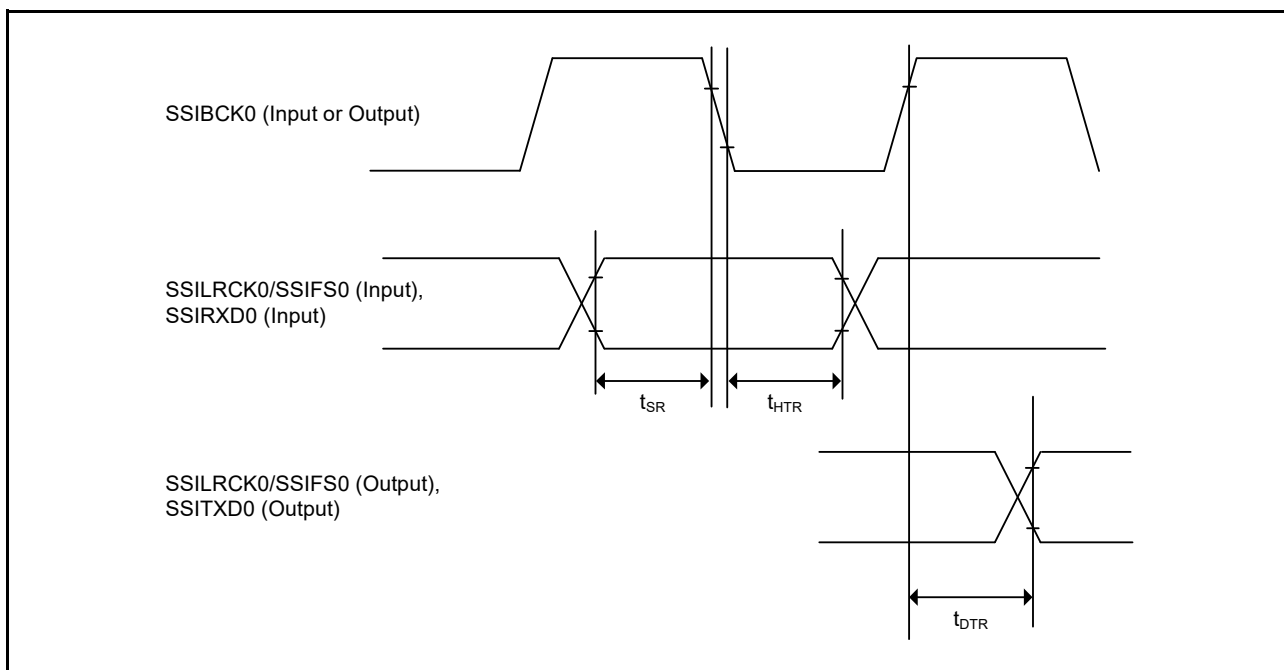 SSIBCK0 (Input or Output)
SSILRCK0/SSIFS0 (Input),
SSIRXD0 (Input)
tSR
tHTR
SSILRCK0/SSIFS0 (Output),
SSITXD0 (Output)
tDTR